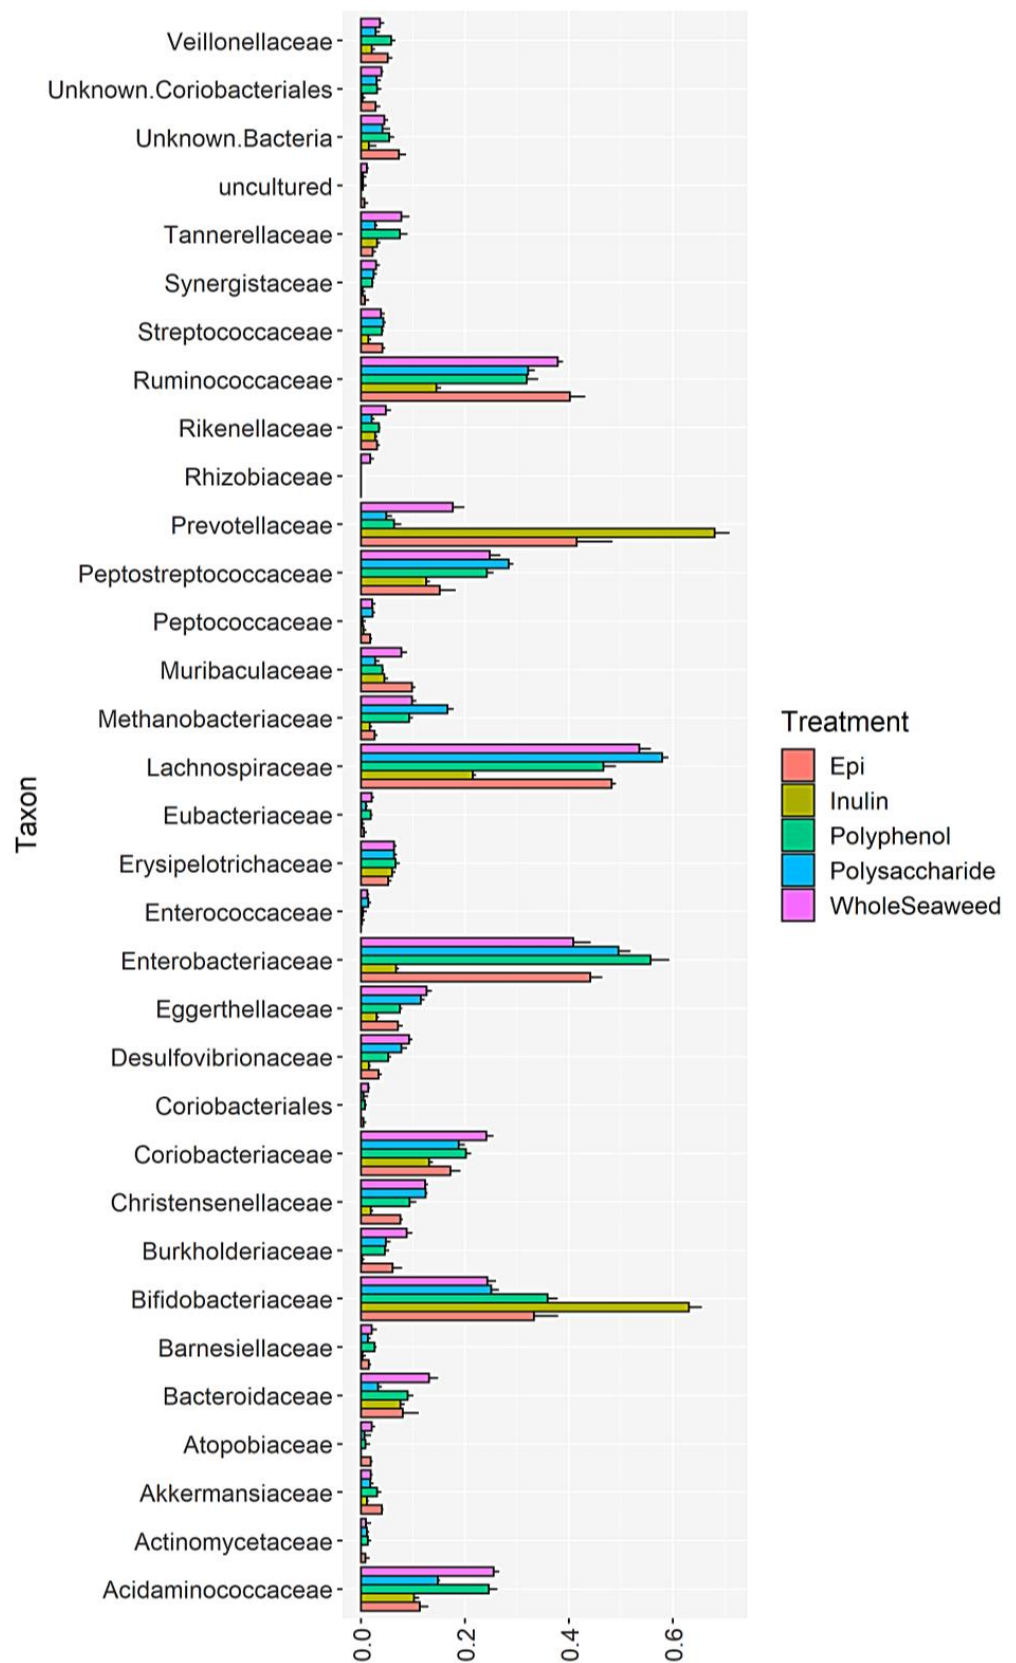 Veillonellaceae
Unknown.Coriobacteriales
Unknown.Bacteria
uncultured
Tannerellaceae
Synergistaceae
Streptococcaceae
Ruminococcaceae
Rikenellaceae
Rhizobiaceae
Prevotellaceae
Peptostreptococcaceae
Peptococcaceae
Muribaculaceae
Methanobacteriaceae
Lachnospiraceae
Eubacteriaceae
Erysipelotrichaceae
Enterococcaceae
Enterobacteriaceae
Eggerthellaceae
Desulfovibrionaceae
Coriobacteriales
Coriobacteriaceae
Christensenellaceae
Burkholderiaceae
Bifidobacteriaceae
Barnesiellaceae
Bacteroidaceae
Atopobiaceae
Akkermansiaceae
Actinomycetaceae
Acidaminococcaceae
Taxon
0.0
0.2
0.4
0.6
Treatment
Epi
Inulin
Polyphenol
Polysaccharide
WholeSeaweed